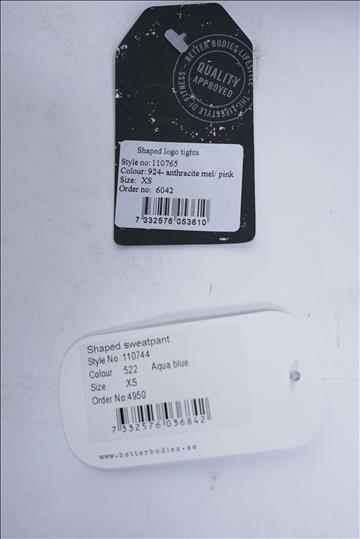 BETTER BODIES LIFESTYLE
QUALITY
APPROVED
THE LIFESTYLE OF FITNESS
Shaped logo tights
Style no: 110765
Colour: 924- anthracite mel/ pink
Size: XS
Order no: 6042
7 332576 053610
Shaped sweatpant
Style No :110744
Colour :522 Aqua blue
Size :XS
Order No:4950
7 332576 036842
www.betterbodies.se